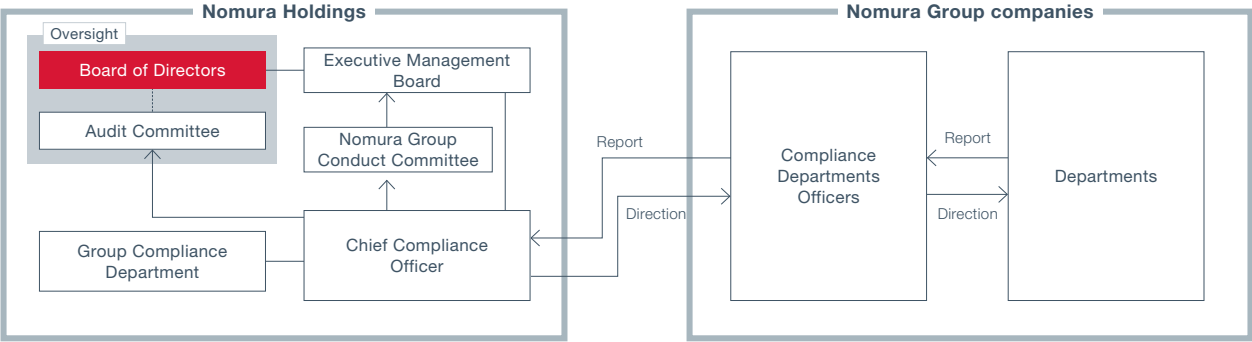 Nomura Holdings
Oversight
Board of Directors
Audit Committee
Executive Management
Board
Nomura Group
Conduct Committee
Group Compliance
Department
Chief Compliance
Officer
Report
Direction
Nomura Group companies
Compliance
Departments
Officers
Report
Direction
Departments